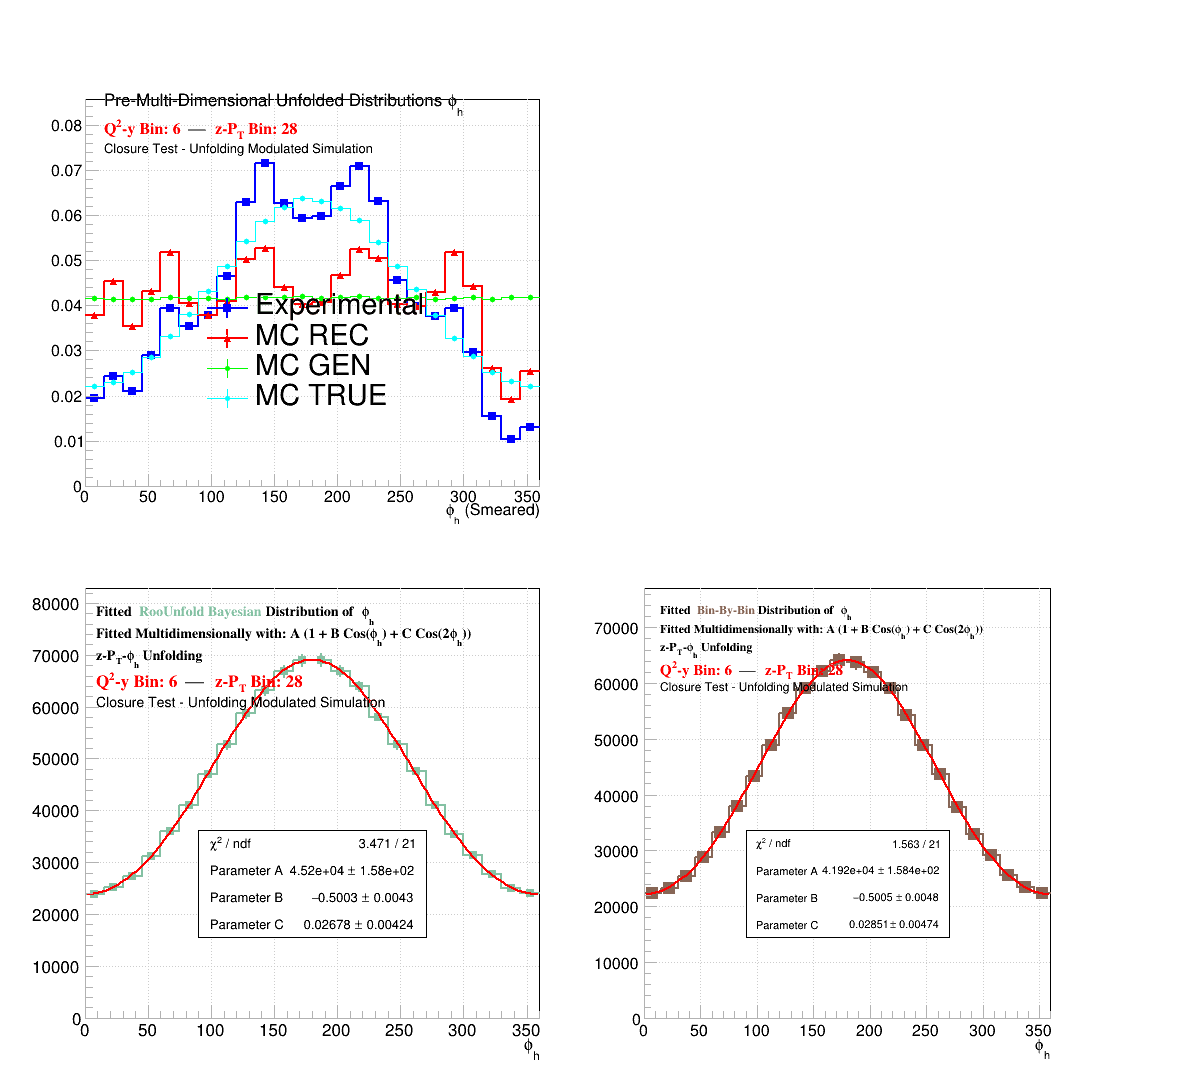 Pre-Multi-Dimensional Unfolded Distributions ϕh
Q²-y Bin: 6 — z-PT Bin: 28
Closure Test - Unfolding Modulated Simulation
0.08
0.07
0.06
0.05
0.04
0.03
0.02
0.01
0
Experimental
MC REC
MC GEN
MC TRUE
0 50 100 150 200 250 300 350
ϕh (Smeared)
Fitted RooUnfold Bayesian Distribution of ϕh
Fitted Multidimensionally with: A (1 + B Cos(ϕh) + C Cos(2ϕh))
z-PT-ϕh Unfolding
Q²-y Bin: 6 — z-PT Bin: 28
Closure Test - Unfolding Modulated Simulation
80000
70000
60000
50000
40000
30000
20000
10000
0
χ² / ndf 3.471 / 21
Parameter A 4.52e+04 ± 1.58e+02
Parameter B −0.5003 ± 0.0043
Parameter C 0.02678 ± 0.00424
0 50 100 150 200 250 300 350
ϕh
Fitted Bin-By-Bin Distribution of ϕh
Fitted Multidimensionally with: A (1 + B Cos(ϕh) + C Cos(2ϕh))
z-PT-ϕh Unfolding
Q²-y Bin: 6 — z-PT Bin: 28
Closure Test - Unfolding Modulated Simulation
70000
60000
50000
40000
30000
20000
10000
0
χ² / ndf 1.563 / 21
Parameter A 4.192e+04 ± 1.584e+02
Parameter B −0.5005 ± 0.0048
Parameter C 0.02851 ± 0.00474
0 50 100 150 200 250 300 350
ϕh